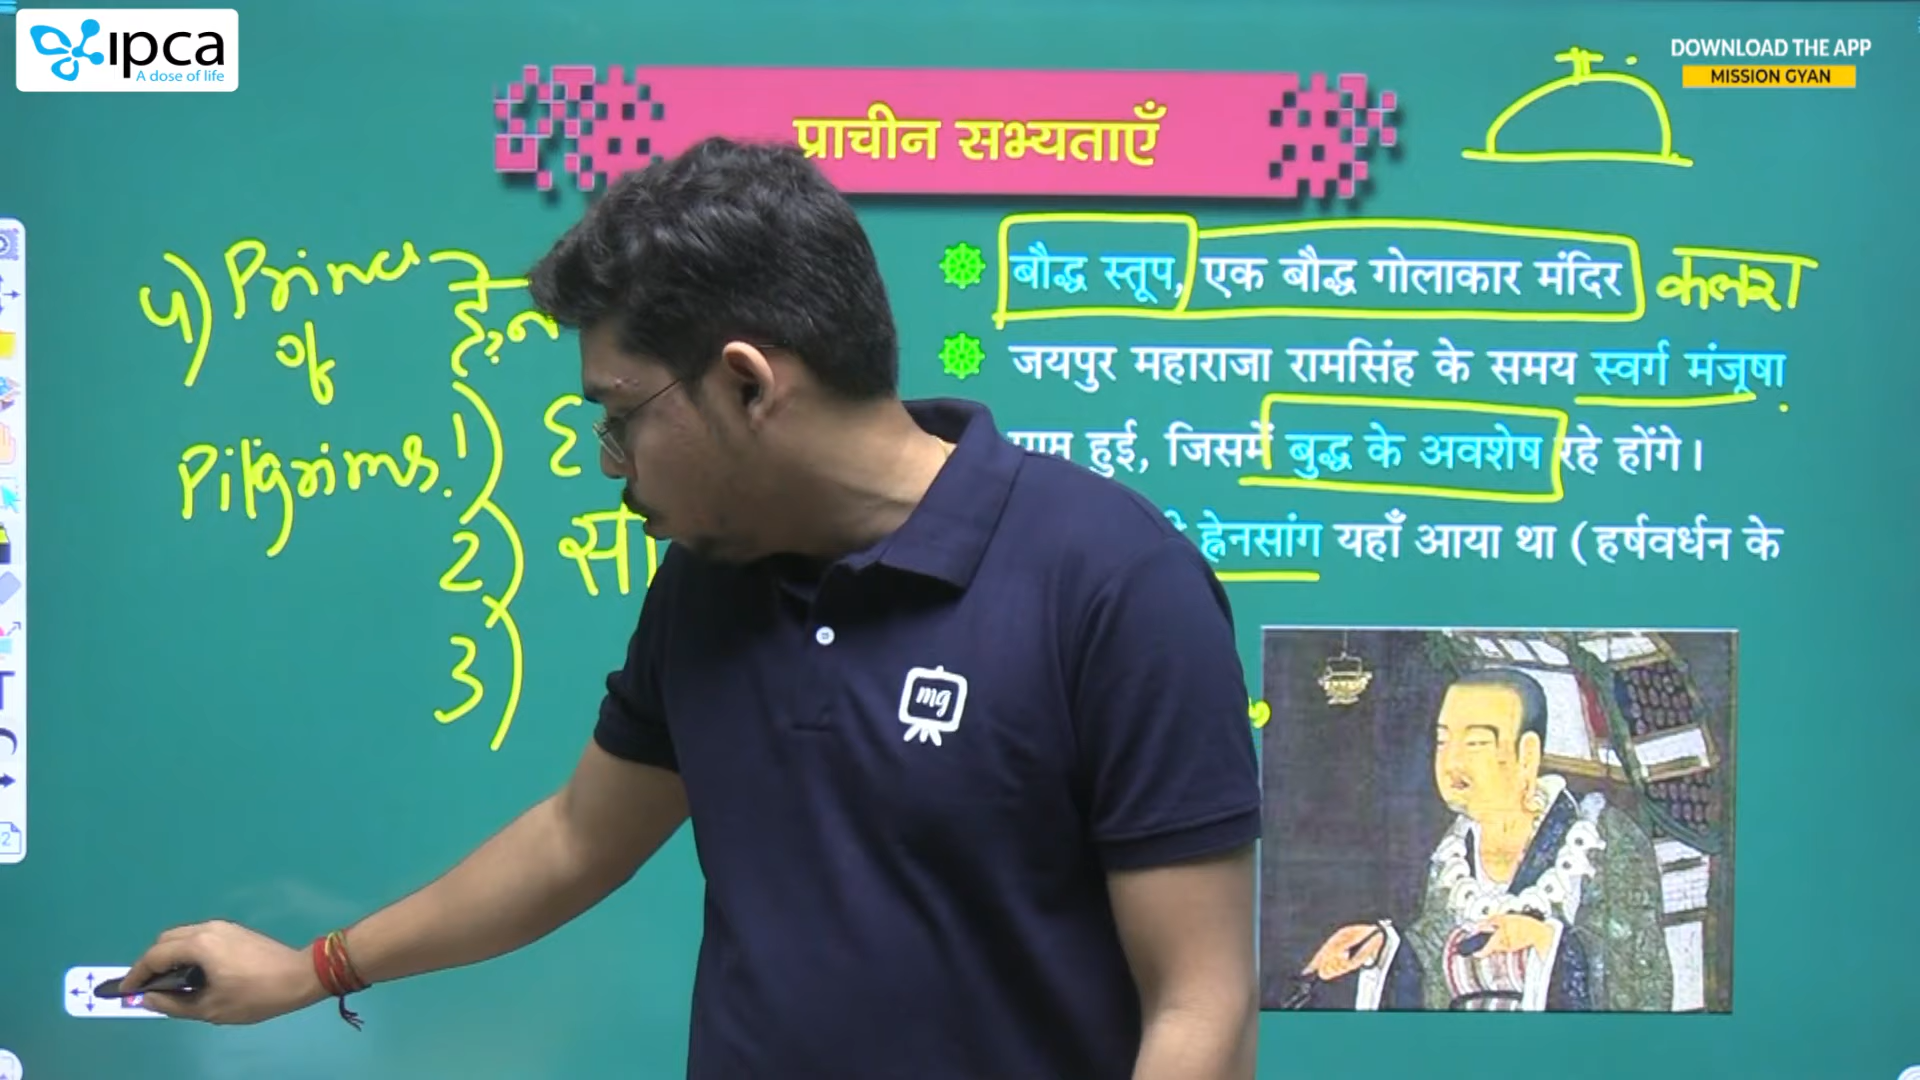 ipca
A dose of life
DOWNLOAD THE APP
MISSION GYAN
प्राचीन सभ्यताएँ
बौद्ध स्तूप, एक बौद्ध गोलाकार मंदिर कलश
जयपुर महाराजा रामसिंह के समय स्वर्ग मंजूषा
हुई, जिसमें बुद्ध के अवशेष रहे होंगे।
ह्वेनसांग यहाँ आया था (हर्षवर्धन के
Prince
of
Pilgrims.
1)
2) सा
3)
mg